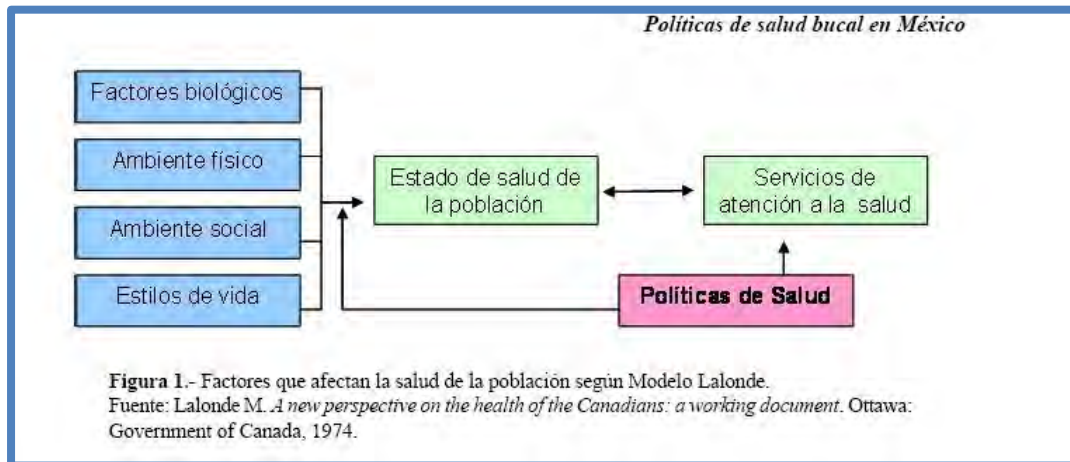 Políticas de salud bucal en México
Factores biológicos
Ambiente físico
Ambiente social
Estilos de vida
Estado de salud de
la población
Servicios de
atención a la salud
Políticas de Salud
Figura 1.- Factores que afectan la salud de la población según Modelo Lalonde.
Fuente: Lalonde M. A new perspective on the health of the Canadians: a working document. Ottawa:
Government of Canada, 1974.